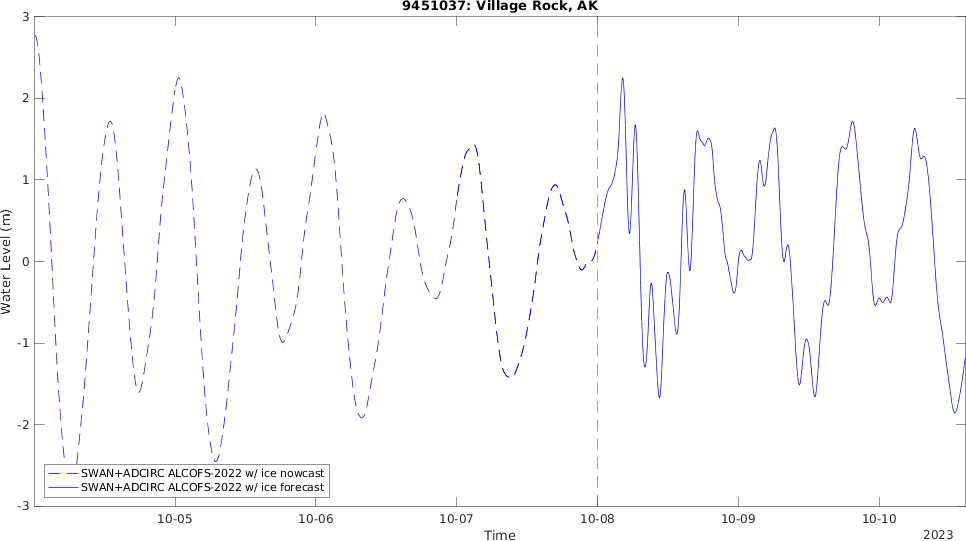 9451037: Village Rock, AK
3
2
1
0
-1
-2
-3
Water Level (m)
SWAN+ADCIRC ALCOFS-2022 w/ ice nowcast
SWAN+ADCIRC ALCOFS-2022 w/ ice forecast
10-05
10-06
10-07
10-08
10-09
10-10
Time
2023